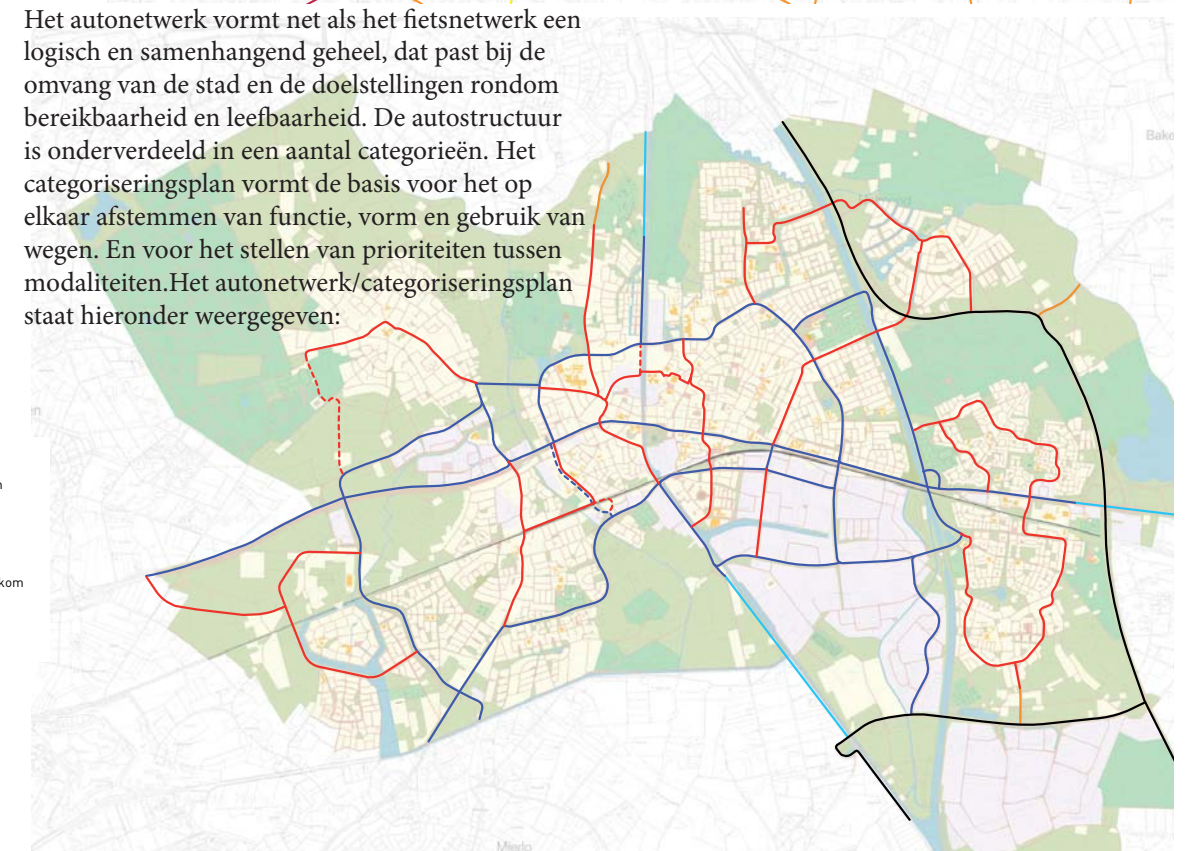 Het autonetwerk vormt net als het fietsnetwerk een
logisch en samenhangend geheel, dat past bij de
omvang van de stad en de doelstellingen rondom
bereikbaarheid en leefbaarheid. De autostructuur
is onderverdeeld in een aantal categorieën. Het
categoriseringsplan vormt de basis voor het op
elkaar afstemmen van functie, vorm en gebruik van
wegen. En voor het stellen van prioriteiten tussen
modaliteiten.Het autonetwerk/categoriseringsplan
staat hieronder weergegeven:
Bake
n
kom
Mierlo